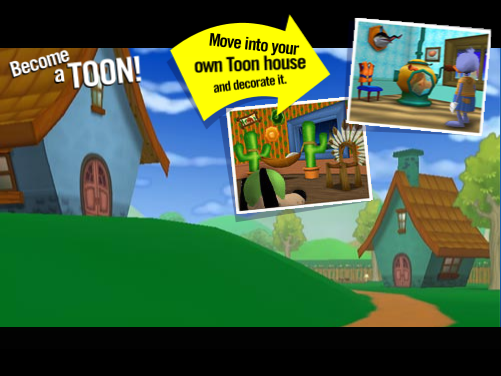 Become
a TOON!
Move into your
own Toon house
and decorate it.